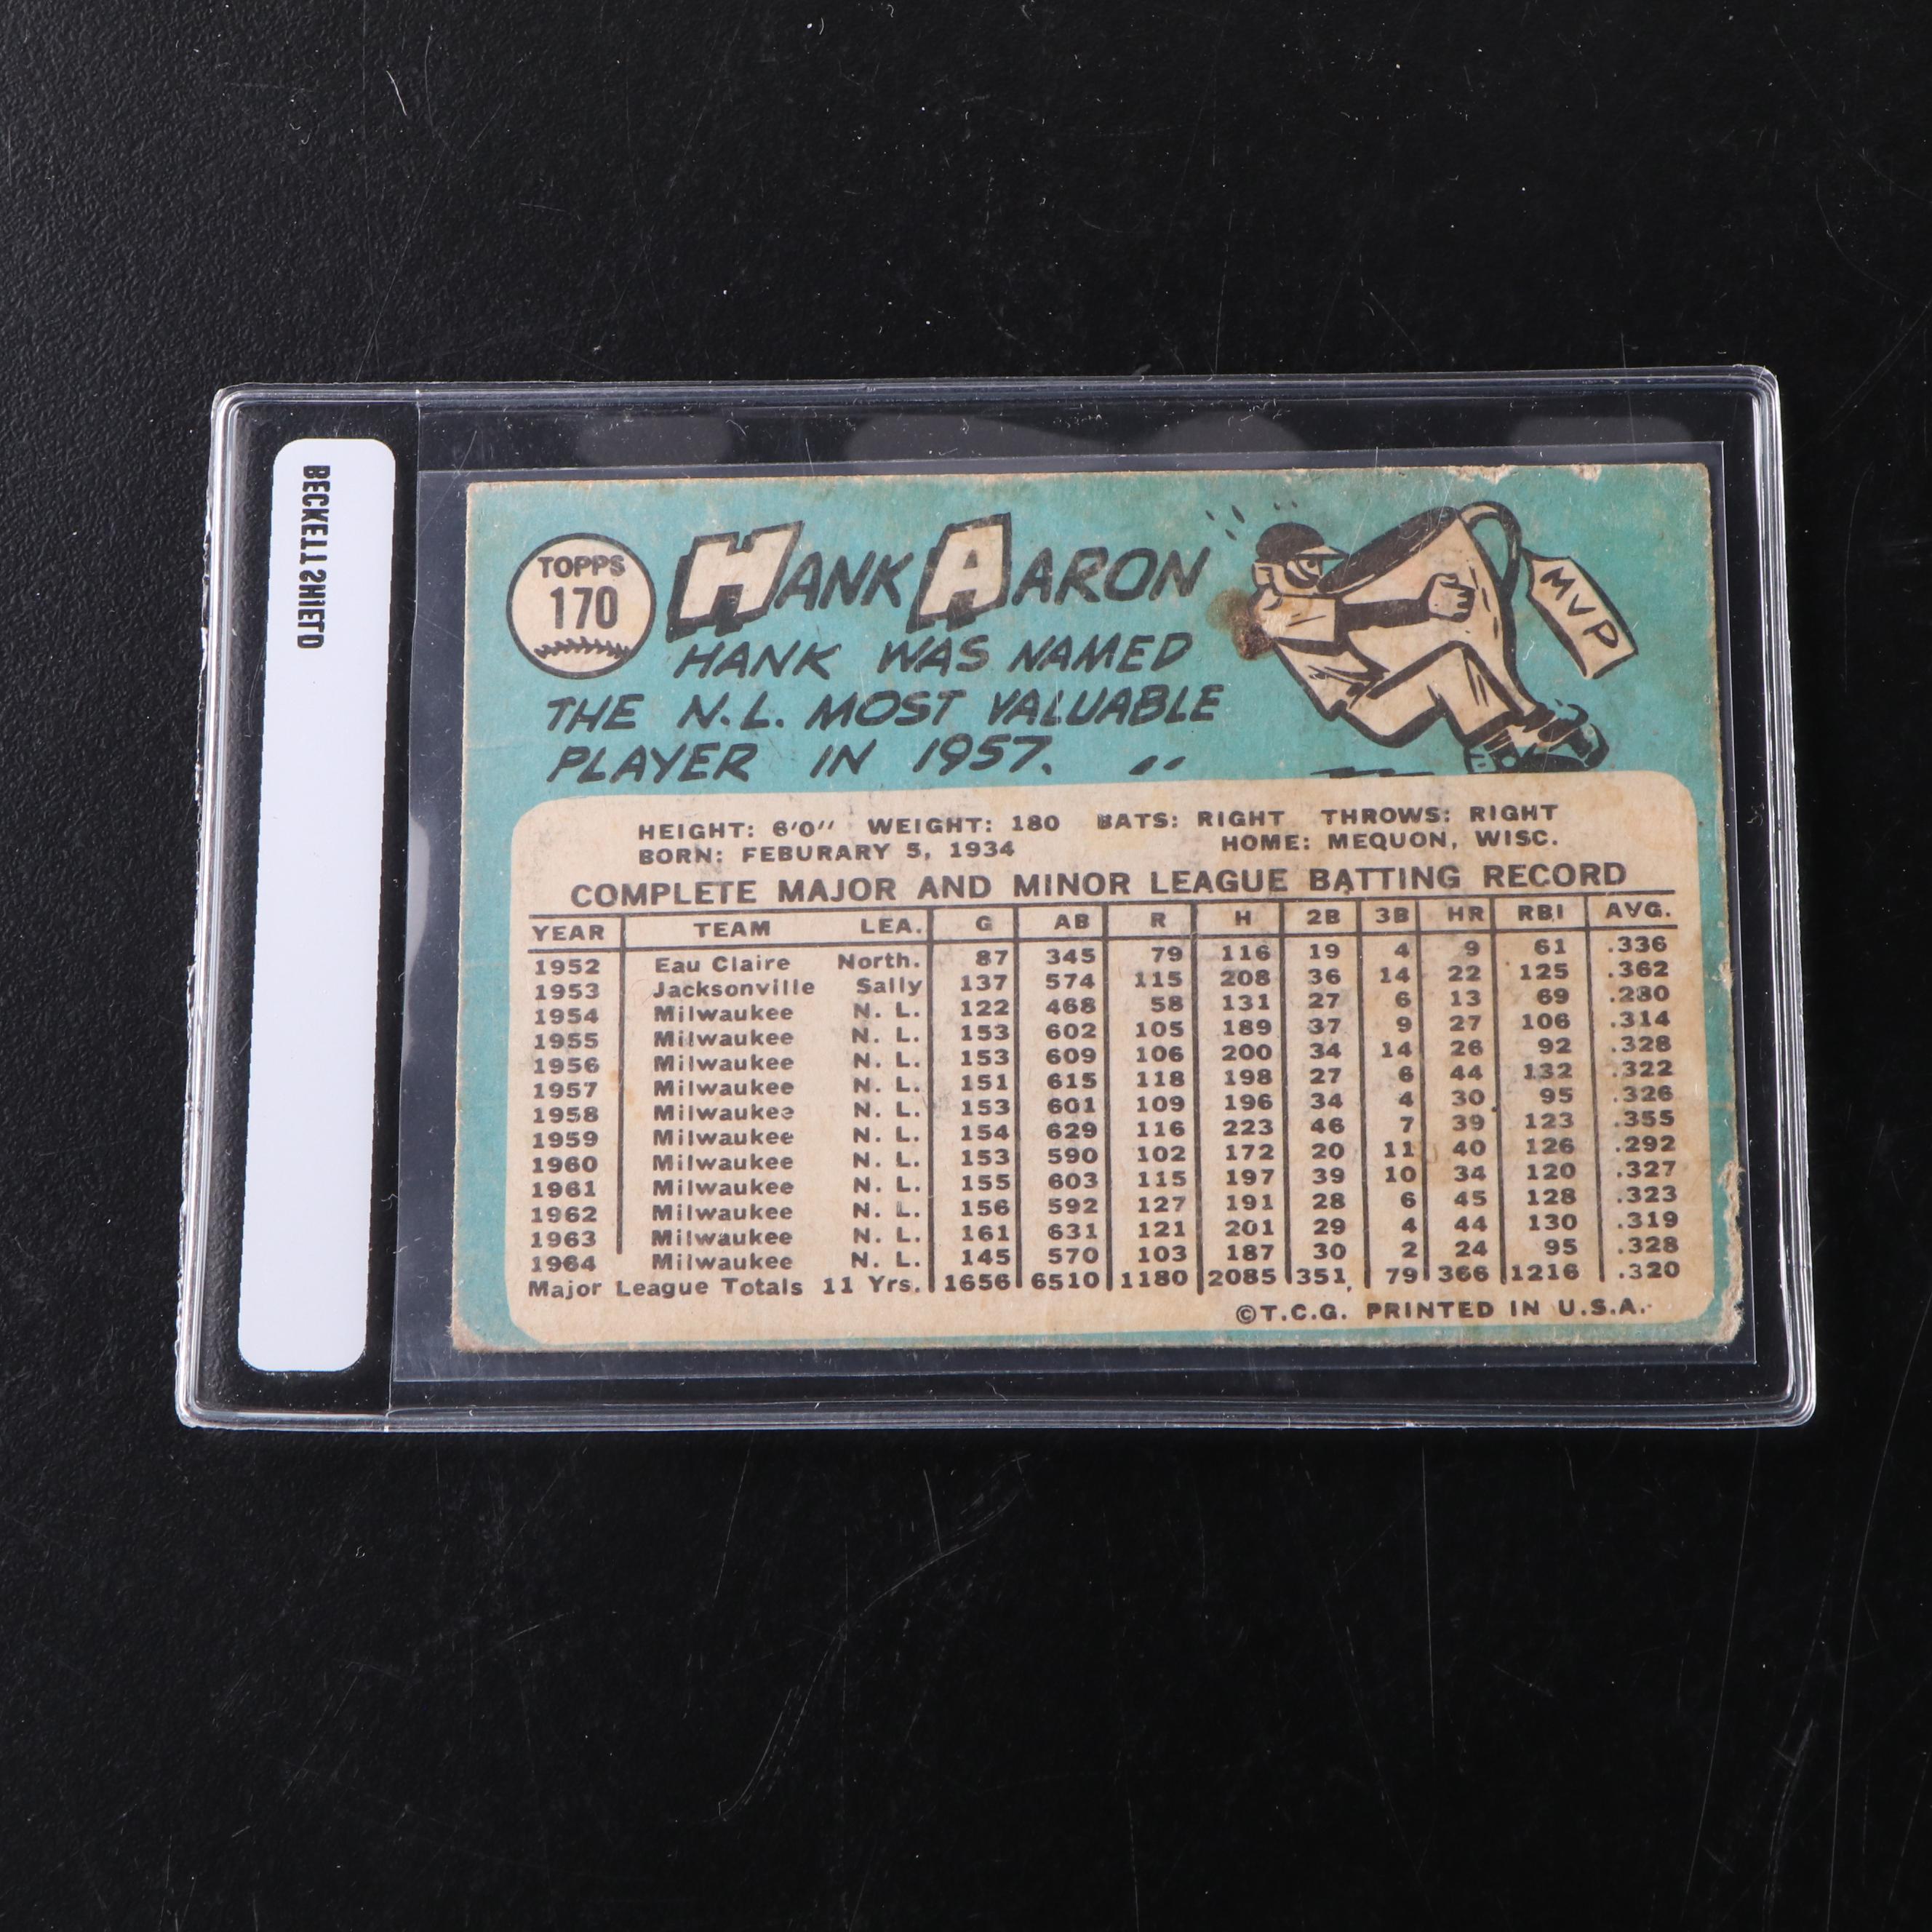 BECKETT SHIELD
TOPPS
170
HANK AARON
HANK WAS NAMED
THE N.L. MOST VALUABLE
PLAYER IN 1957.
MVP
HEIGHT: 6'0" WEIGHT: 180 BATS: RIGHT THROWS: RIGHT
BORN: FEBURARY 5, 1934 HOME: MEQUON, WISC.
COMPLETE MAJOR AND MINOR LEAGUE BATTING RECORD
YEAR TEAM LEA. G AB R H 2B 3B HR RBI AVG.
1952 Eau Claire North. 87 345 79 116 19 4 9 61 .336
1953 Jacksonville Sally 137 574 115 208 36 14 22 125 .362
1954 Milwaukee N. L. 122 468 58 131 27 6 13 69 .280
1955 Milwaukee N. L. 153 602 105 189 37 9 27 106 .314
1956 Milwaukee N. L. 153 609 106 200 34 14 26 92 .328
1957 Milwaukee N. L. 151 615 118 198 27 6 44 132 .322
1958 Milwaukee N. L. 153 601 109 196 34 4 30 95 .326
1959 Milwaukee N. L. 154 629 116 223 46 7 39 123 .355
1960 Milwaukee N. L. 153 590 102 172 20 11 40 126 .292
1961 Milwaukee N. L. 155 603 115 197 39 10 34 120 .327
1962 Milwaukee N. L. 156 592 127 191 28 6 45 128 .323
1963 Milwaukee N. L. 161 631 121 201 29 4 44 130 .319
1964 Milwaukee N. L. 145 570 103 187 30 2 24 95 .328
Major League Totals 11 Yrs. 1656 6510 1180 2085 351 79 366 1216 .320
©T.C.G. PRINTED IN U.S.A.